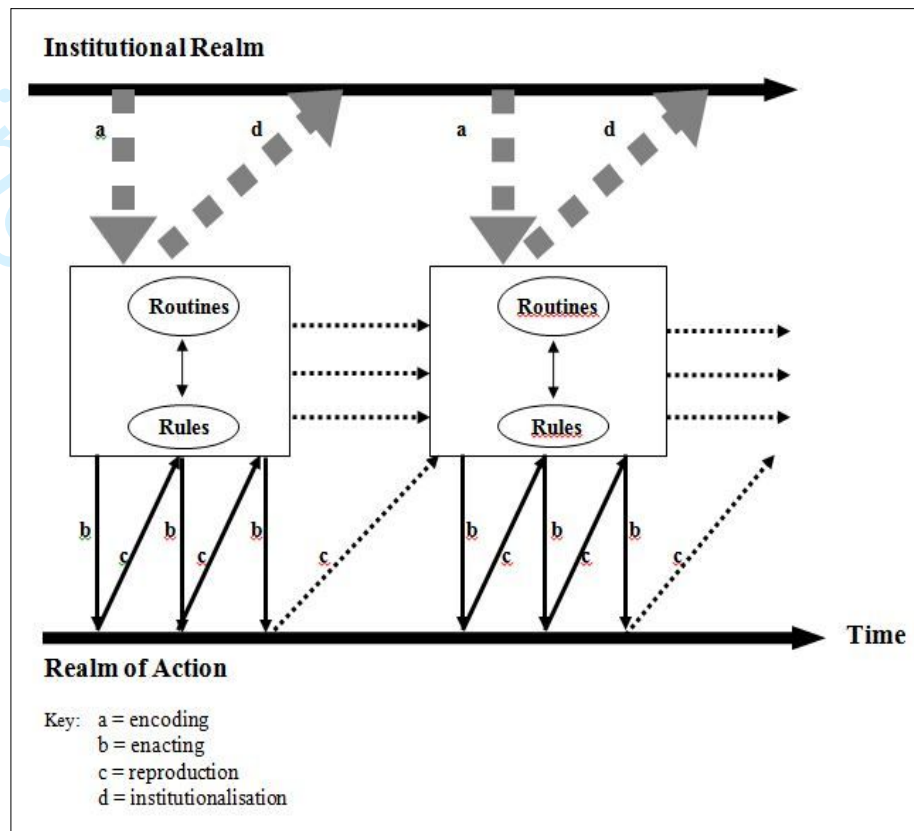 Institutional Realm
a
d
a
d
Routines
Routines
Rules
Rules
b
b
b
c
c
c
b
b
b
c
c
c
Time
Realm of Action
Key: a = encoding
b = enacting
c = reproduction
d = institutionalisation